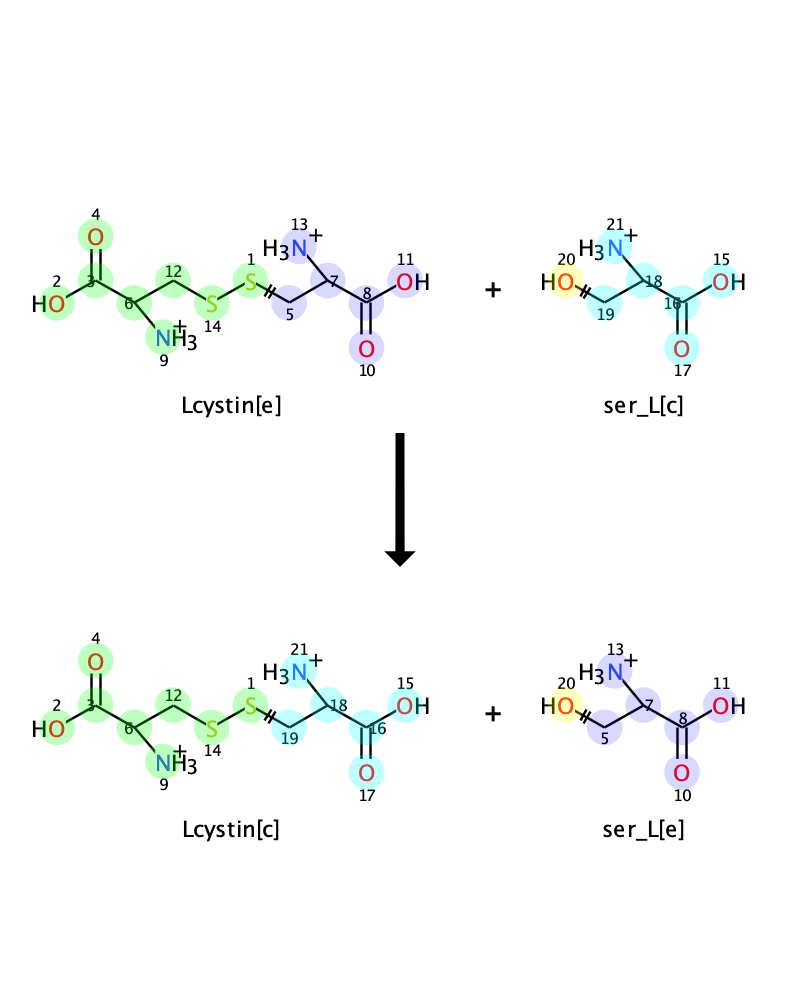 4 13 21
H3N+ H3N+
O 2 12 1 11 20 15
3 S 7 OH HO O 18 OH
HO 6 S 5 8 19 16
14
NH3+ O O
9 10 17
Lcystin[e] + ser_L[c]
4 21 13
H3N+ H3N+
O 2 12 1 15 20 11
3 S 18 OH HO 7 OH
HO 6 S 19 16 5 8
14
NH3+ O O
9 17 10
Lcystin[c] + ser_L[e]